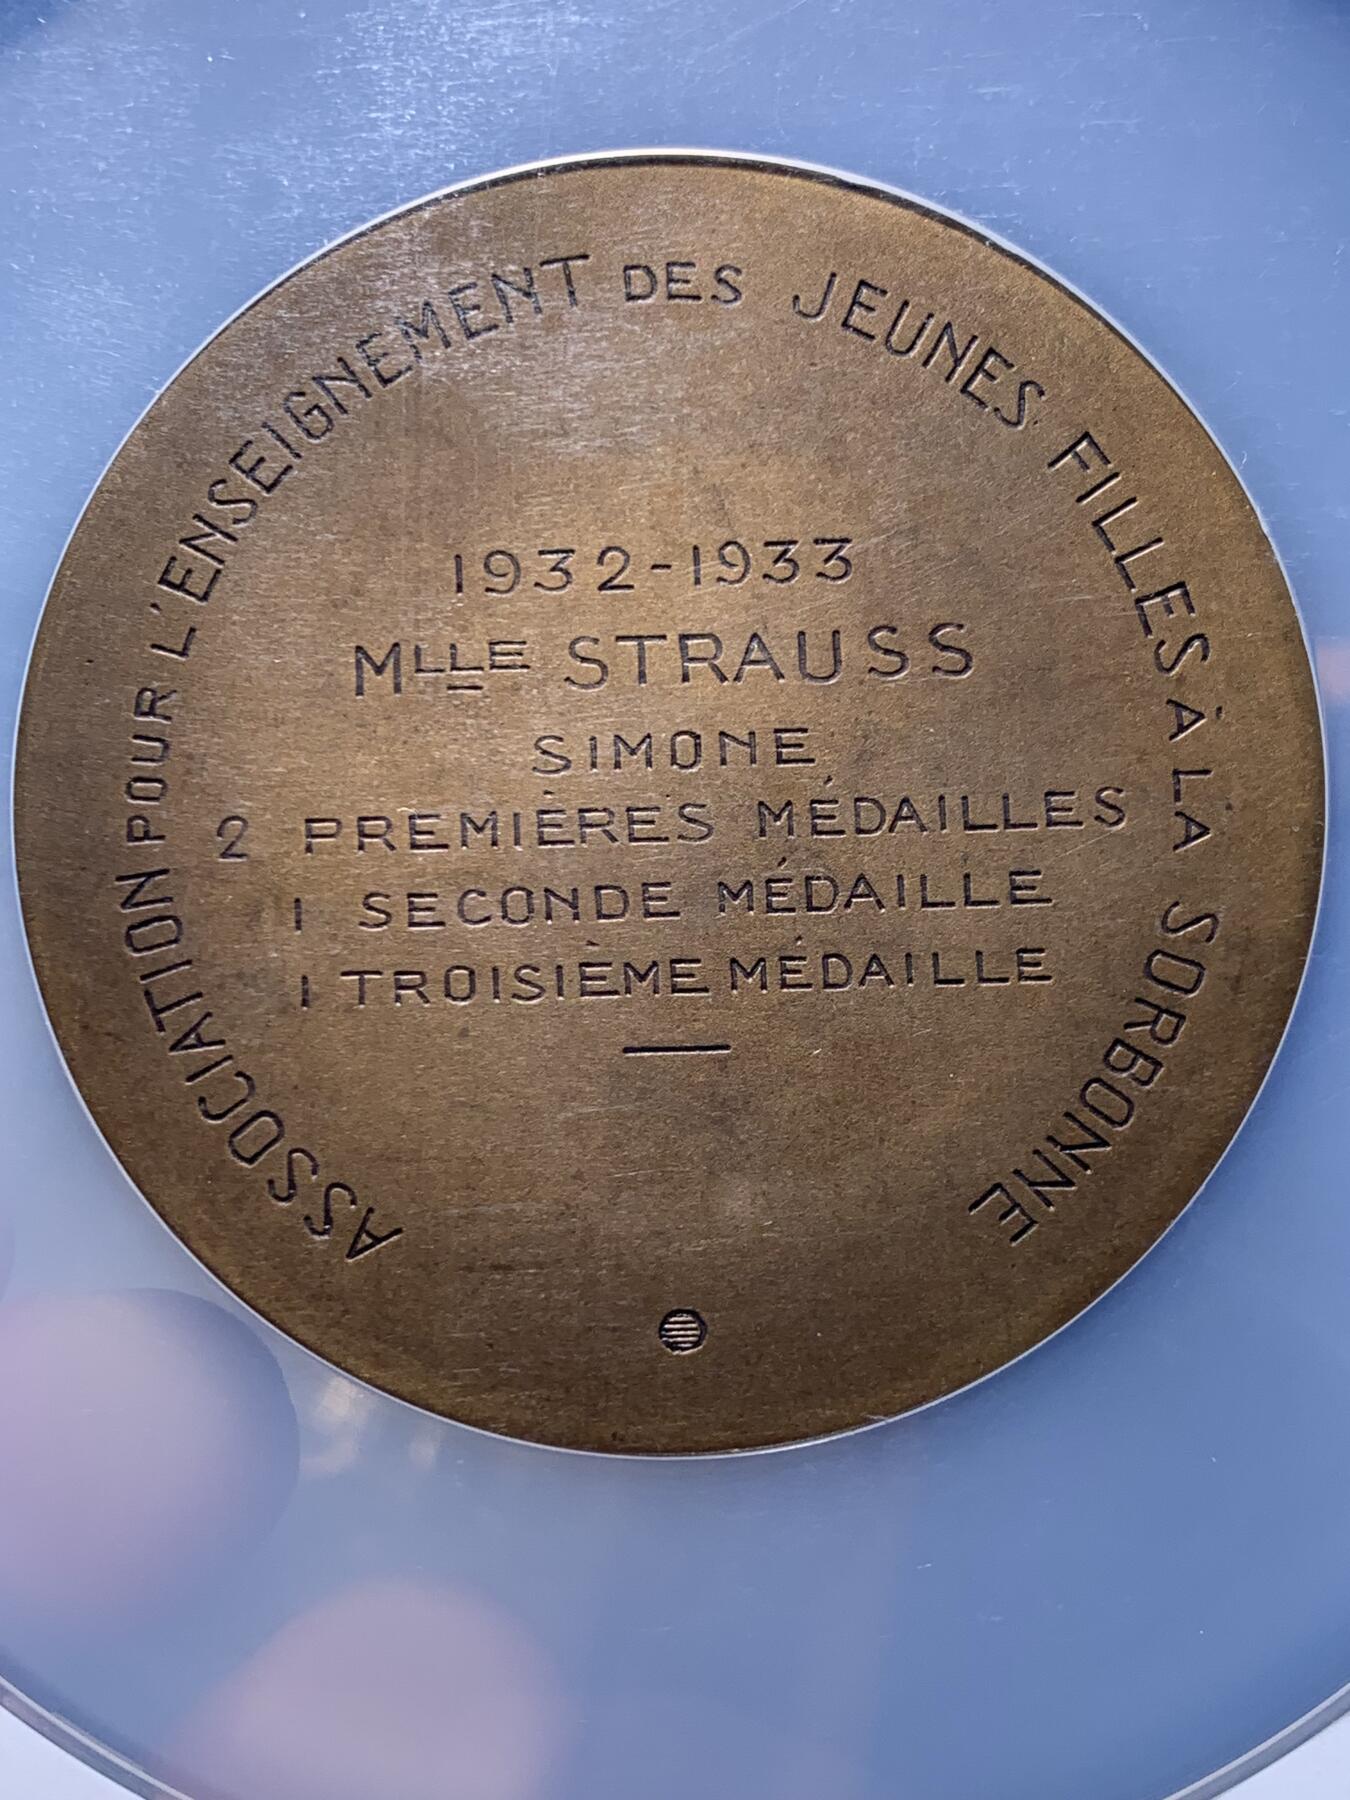 ASSOCIATION POUR L'ENSEIGNEMENT DES JEUNES FILLES À LA SORBONNE
1932-1933
MLLE STRAUSS
SIMONE
2 PREMIÈRES MÉDAILLES
1 SECONDE MÉDAILLE
1 TROISIÈME MÉDAILLE